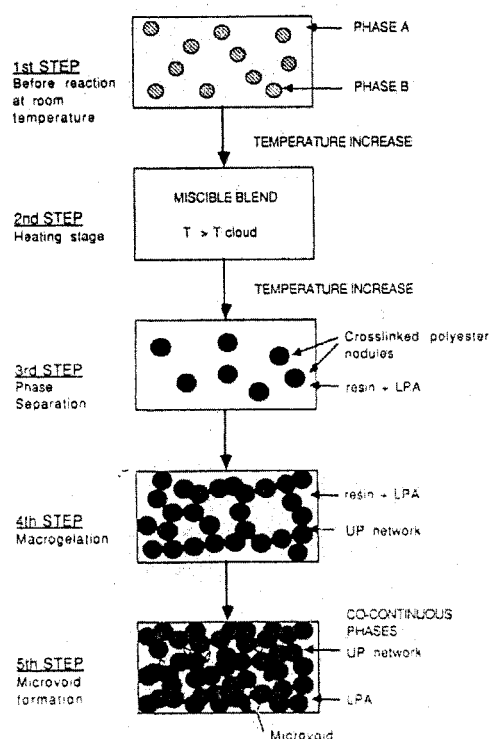 PHASE A
1st STEP
Before reaction
at room
temperature
PHASE B
TEMPERATURE INCREASE
MISCIBLE BLEND
2nd STEP
Heating stage
T > T cloud
TEMPERATURE INCREASE
Crosslinked polyester
nodules
3rd STEP
Phase
Separation
resin + LPA
resin + LPA
4th STEP
Macrogelation
UP network
CO-CONTINUOUS
PHASES
UP network
5th STEP
Microvoid
formation
LPA
Microvoid